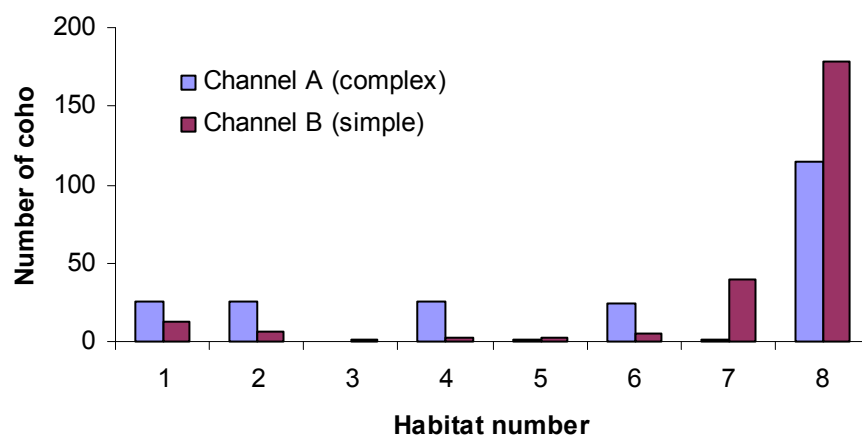 200
150
100
50
0
Number of coho
Channel A (complex)
Channel B (simple)
1 2 3 4 5 6 7 8
Habitat number